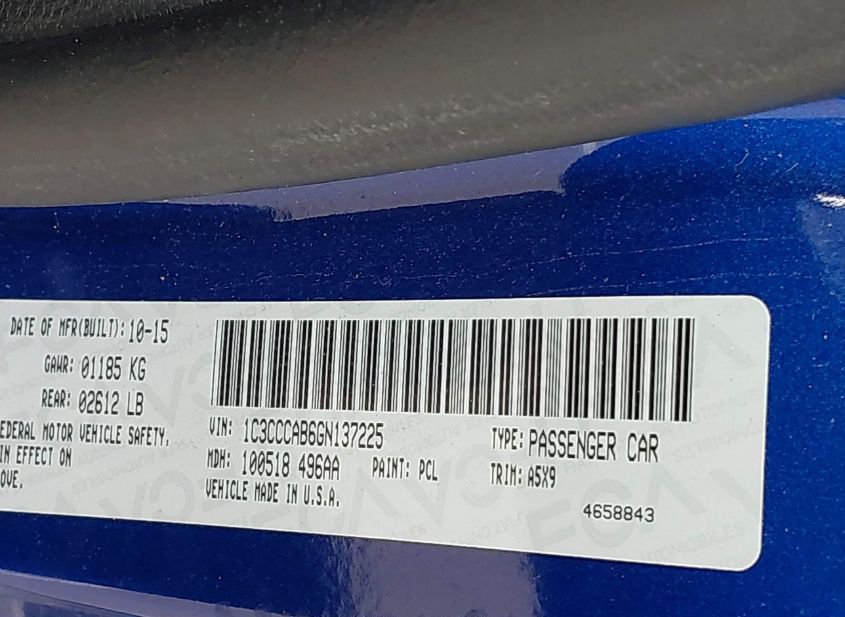 DATE OF MFR(BUILT): 10-15
GAWR: 01185 KG
REAR: 02612 LB
EDERAL MOTOR VEHICLE SAFETY,
IN EFFECT ON
OVE.
VIN: 1C3CCCAB6GN137225
TYPE: PASSENGER CAR
MDH: 100518 496AA
PAINT: PCL
TRIM: A5X9
VEHICLE MADE IN U.S.A.
4658843